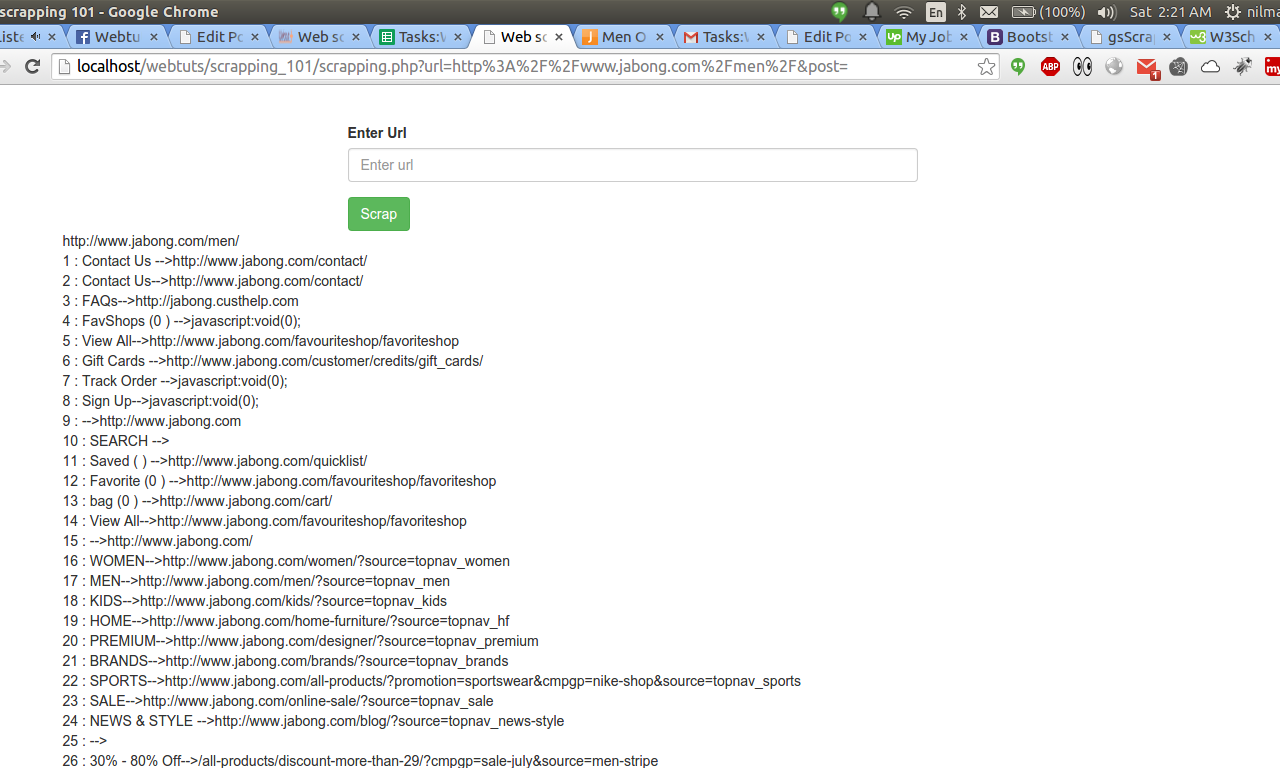 scrapping 101 - Google Chrome
En (100%) Sat 2:21 AM nilma
Liste Webtu Edit Po Web sc Tasks:W Web sc Men O Tasks:W Edit Po My Job Bootst gsScrap W3Sch
localhost/webtuts/scrapping_101/scrapping.php?url=http%3A%2F%2Fwww.jabong.com%2Fmen%2F&post= ABP 1 my
Enter Url
Enter url
Scrap
http://www.jabong.com/men/
1 : Contact Us -->http://www.jabong.com/contact/
2 : Contact Us-->http://www.jabong.com/contact/
3 : FAQs-->http://jabong.custhelp.com
4 : FavShops (0 ) -->javascript:void(0);
5 : View All-->http://www.jabong.com/favouriteshop/favoriteshop
6 : Gift Cards -->http://www.jabong.com/customer/credits/gift_cards/
7 : Track Order -->javascript:void(0);
8 : Sign Up-->javascript:void(0);
9 : -->http://www.jabong.com
10 : SEARCH -->
11 : Saved ( ) -->http://www.jabong.com/quicklist/
12 : Favorite (0 ) -->http://www.jabong.com/favouriteshop/favoriteshop
13 : bag (0 ) -->http://www.jabong.com/cart/
14 : View All-->http://www.jabong.com/favouriteshop/favoriteshop
15 : -->http://www.jabong.com/
16 : WOMEN-->http://www.jabong.com/women/?source=topnav_women
17 : MEN-->http://www.jabong.com/men/?source=topnav_men
18 : KIDS-->http://www.jabong.com/kids/?source=topnav_kids
19 : HOME-->http://www.jabong.com/home-furniture/?source=topnav_hf
20 : PREMIUM-->http://www.jabong.com/designer/?source=topnav_premium
21 : BRANDS-->http://www.jabong.com/brands/?source=topnav_brands
22 : SPORTS-->http://www.jabong.com/all-products/?promotion=sportswear&cmpgp=nike-shop&source=topnav_sports
23 : SALE-->http://www.jabong.com/online-sale/?source=topnav_sale
24 : NEWS & STYLE -->http://www.jabong.com/blog/?source=topnav_news-style
25 : -->
26 : 30% - 80% Off-->/all-products/discount-more-than-29/?cmpgp=sale-july&source=men-stripe